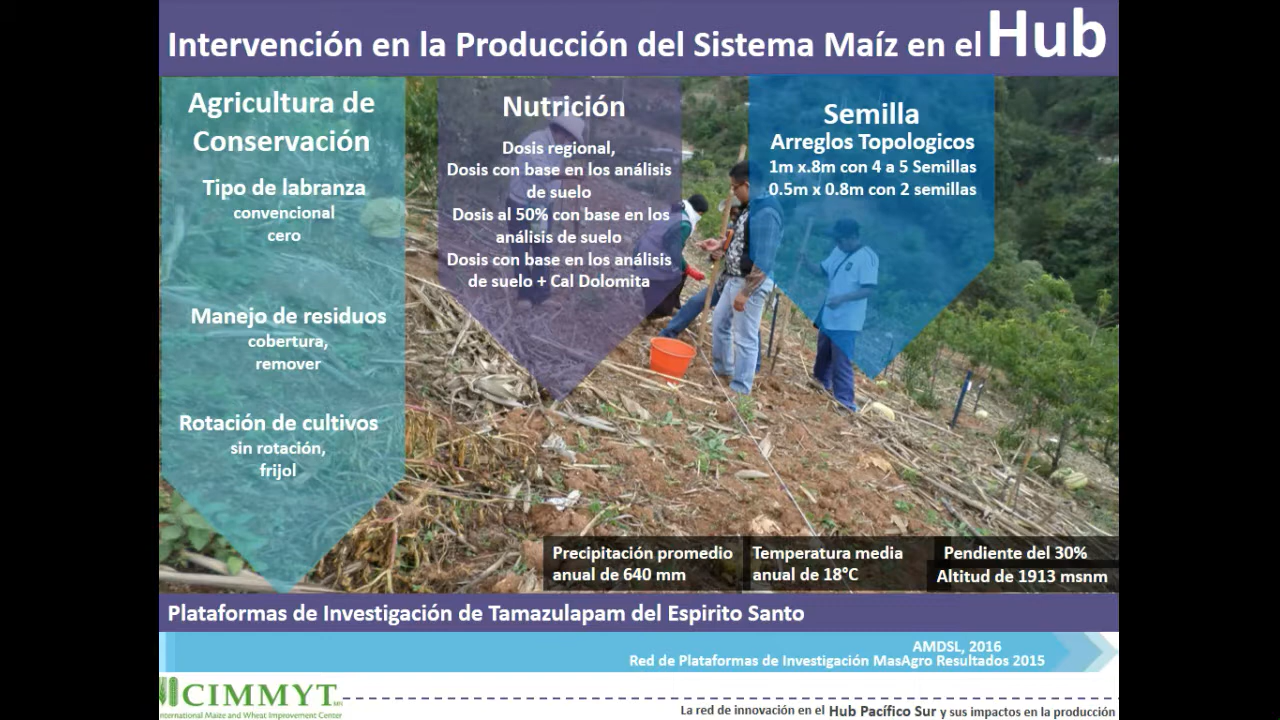 Intervención en la Producción del Sistema Maíz en el Hub
Agricultura de
Conservación
Tipo de labranza
convencional
cero
Manejo de residuos
cobertura,
remover
Rotación de cultivos
sin rotación,
frijol
Nutrición
Dosis regional,
Dosis con base en los análisis
de suelo
Dosis al 50% con base en los
análisis de suelo
Dosis con base en los análisis
de suelo + Cal Dolomita
Semilla
Arreglos Topologicos
1m x.8m con 4 a 5 Semillas
0.5m x 0.8m con 2 semillas
Precipitación promedio
anual de 640 mm
Temperatura media
anual de 18°C
Pendiente del 30%
Altitud de 1913 msnm
Plataformas de Investigación de Tamazulapam del Espirito Santo
AMDSL, 2016
Red de Plataformas de Investigación MasAgro Resultados 2015
CIMMYT
International Maize and Wheat Improvement Center
La red de innovación en el Hub Pacífico Sur y sus impactos en la producción